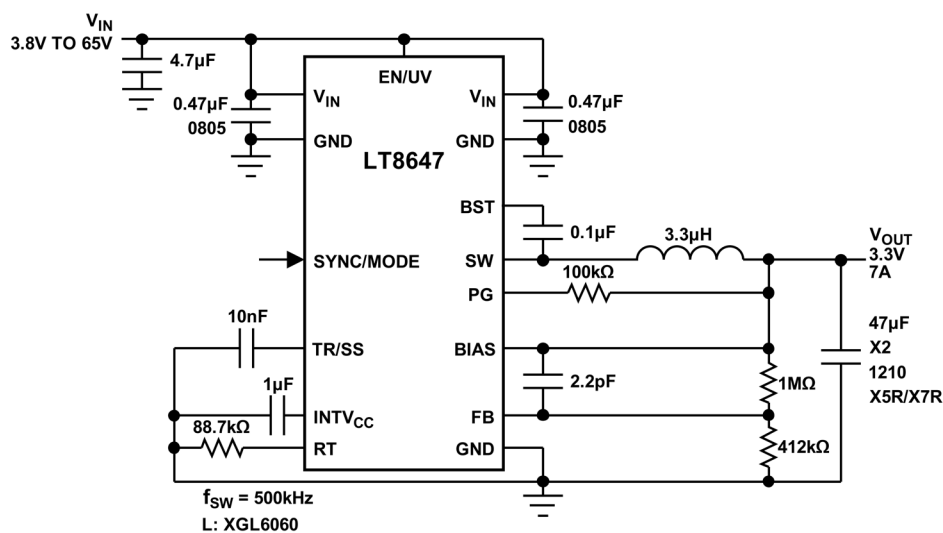 VIN
3.8V TO 65V
4.7µF
0.47µF
0805
EN/UV
VIN
VIN
GND
GND
0.47µF
0805
LT8647
BST
0.1µF
3.3µH
VOUT
3.3V
7A
SYNC/MODE
SW
100kΩ
PG
10nF
TR/SS
BIAS
47µF
X2
1210
X5R/X7R
2.2pF
1MΩ
1µF
INTVCC
FB
88.7kΩ
RT
GND
412kΩ
fSW = 500kHz
L: XGL6060